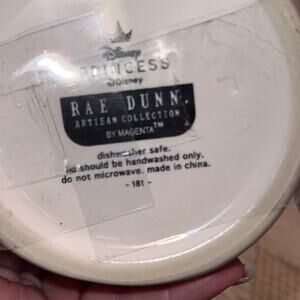 Disney
PRINCESS
©Disney
RAE DUNN.
ARTISAN COLLECTION
BY MAGENTA™
dishwasher safe.
lid should be handwashed only.
do not microwave. made in china.
- 181 -